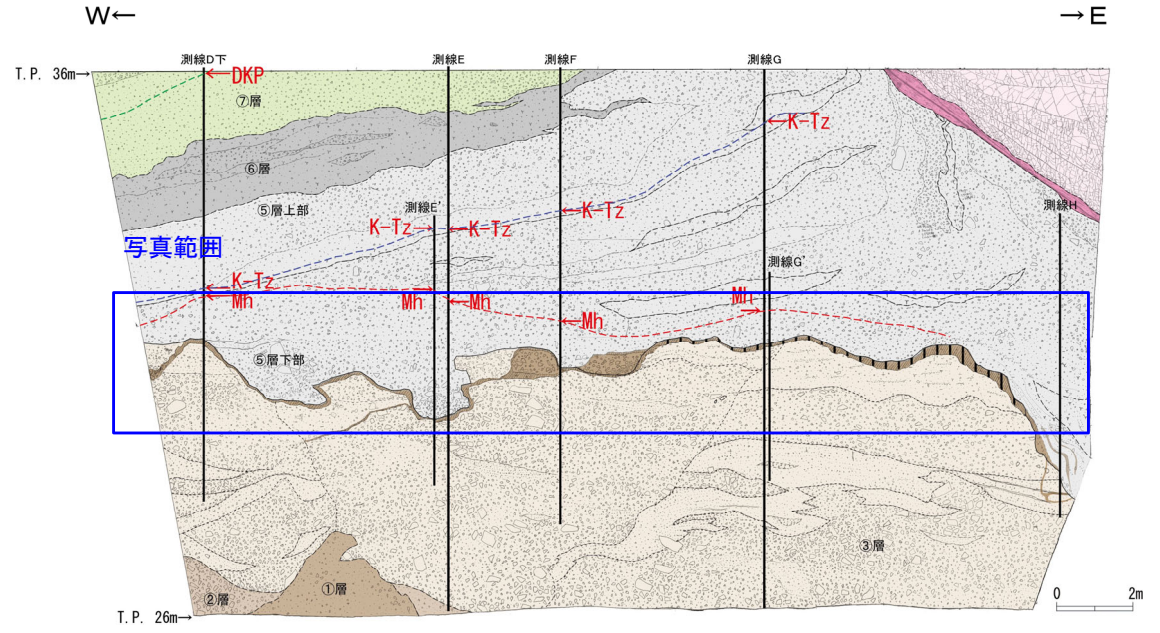 W← →E
測線D下 測線E 測線F 測線G
T.P. 36m→ ←DKP
⑦層
←K-Tz
⑥層
⑤層上部 測線E' 測線H
←K-Tz
K-Tz→ ←K-Tz
写真範囲
測線G'
←K-Tz
←Mh Mh→ ←Mh Mh→
←Mh
⑤層下部
③層
①層
②層
0 2m
T.P. 26m→